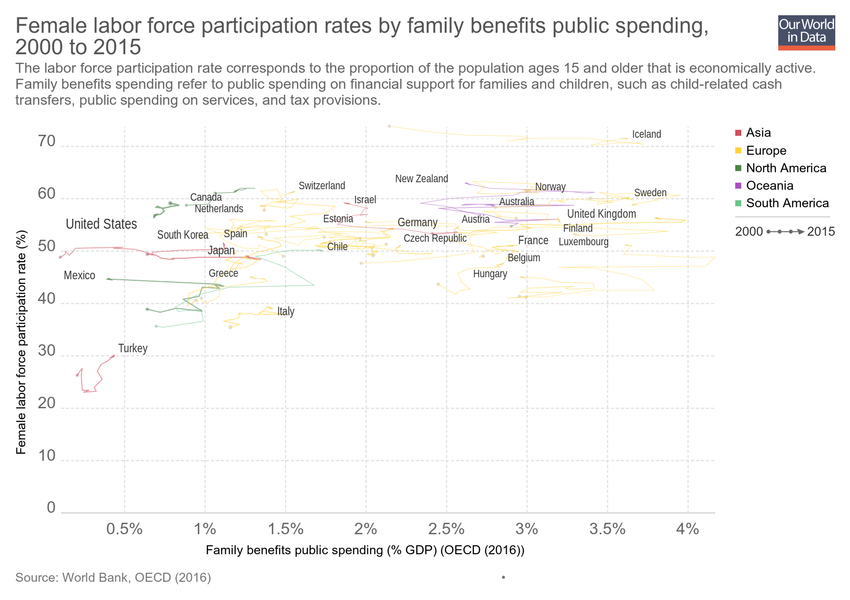 Female labor force participation rates by family benefits public spending,
2000 to 2015
Our World
in Data
The labor force participation rate corresponds to the proportion of the population ages 15 and older that is economically active.
Family benefits spending refer to public spending on financial support for families and children, such as child-related cash
transfers, public spending on services, and tax provisions.
Asia
Europe
North America
Oceania
South America
2000 2015
Female labor force participation rate (%)
70
60
50
40
30
20
10
0
Iceland
New Zealand
Switzerland
Norway
Sweden
Canada
Israel
Australia
Netherlands
Estonia
Germany
Austria
United Kingdom
United States
South Korea
Spain
Czech Republic
Finland
France
Luxembourg
Japan
Chile
Belgium
Mexico
Greece
Hungary
Italy
Turkey
0.5% 1% 1.5% 2% 2.5% 3% 3.5% 4%
Family benefits public spending (% GDP) (OECD (2016))
Source: World Bank, OECD (2016)